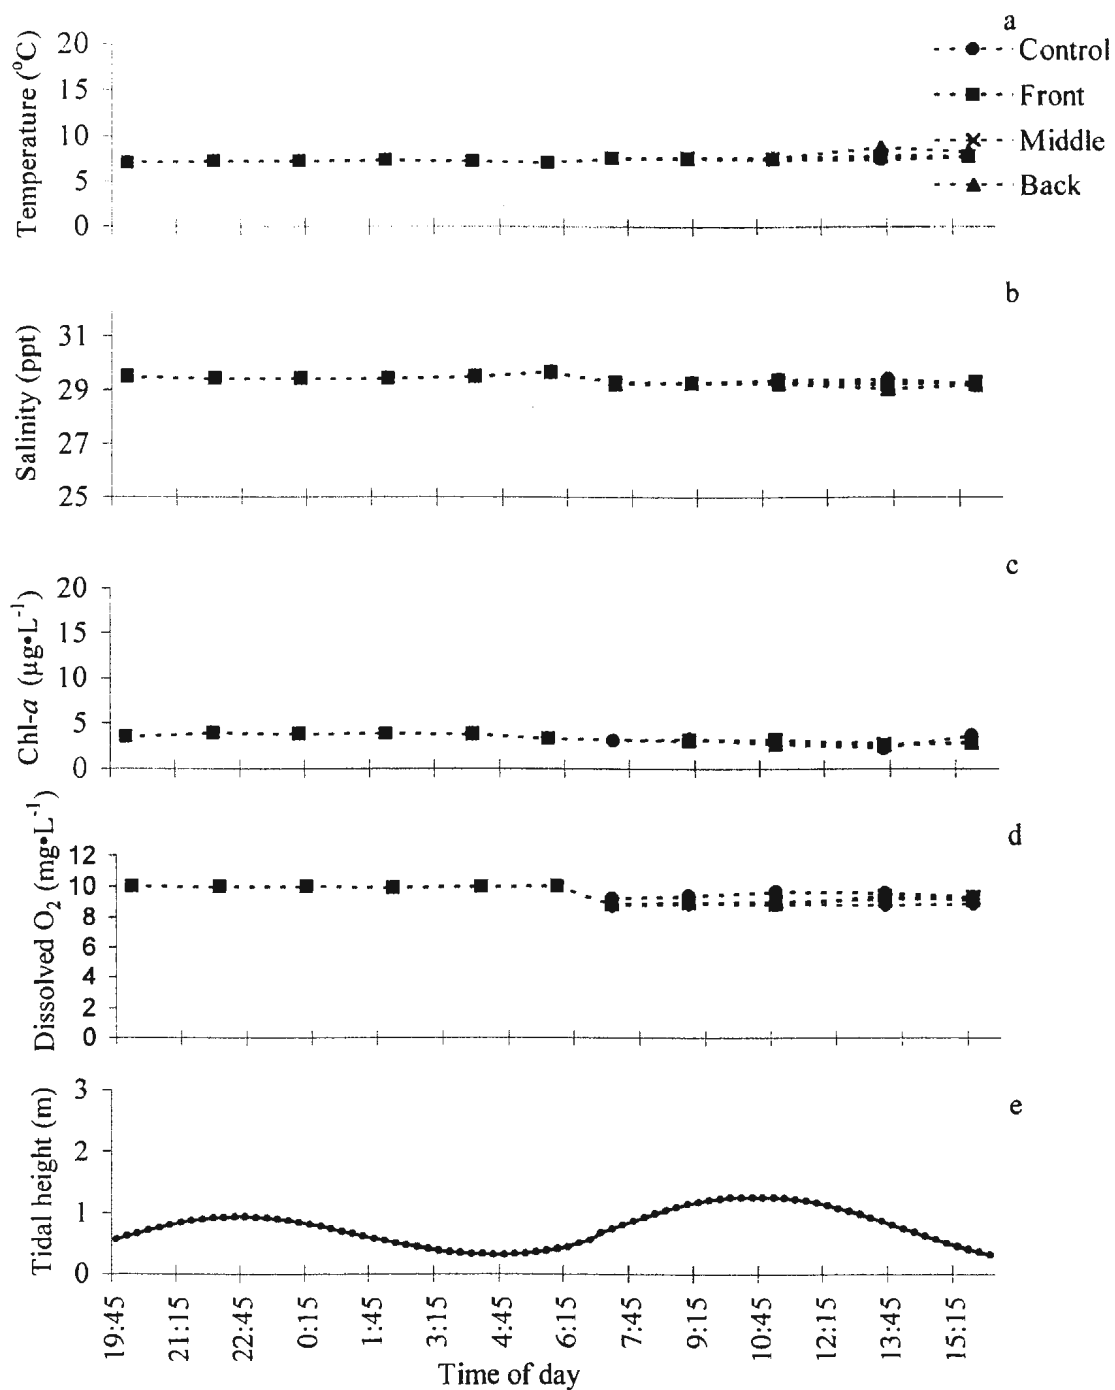 a
Temperature (°C)
20
15
10
5
0
Control
Front
Middle
Back
b
Salinity (ppt)
31
29
27
25
c
Chl-a (µg•L⁻¹)
20
15
10
5
0
d
Dissolved O₂ (mg•L⁻¹)
12
10
8
6
4
2
0
e
Tidal height (m)
3
2
1
0
19:45
21:15
22:45
0:15
1:45
3:15
4:45
6:15
7:45
9:15
10:45
12:15
13:45
15:15
Time of day